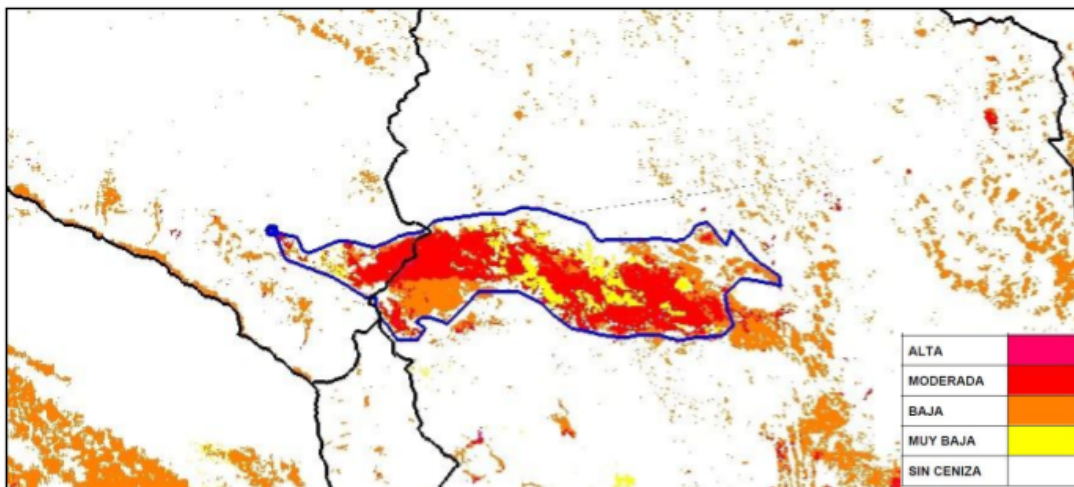 ALTA
MODERADA
BAJA
MUY BAJA
SIN CENIZA